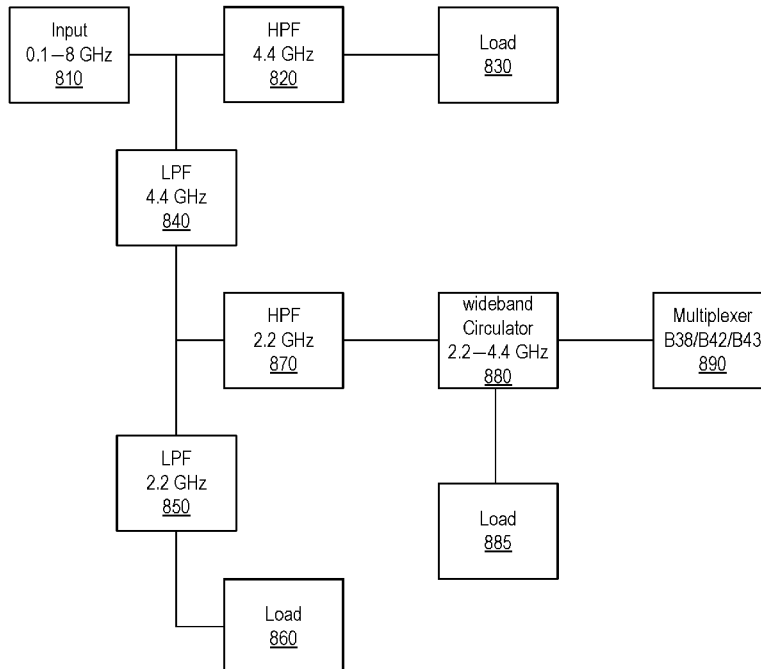 Input
0.1–8 GHz
810
HPF
4.4 GHz
820
Load
830
LPF
4.4 GHz
840
HPF
2.2 GHz
870
wideband
Circulator
2.2–4.4 GHz
880
Multiplexer
B38/B42/B43
890
LPF
2.2 GHz
850
Load
885
Load
860